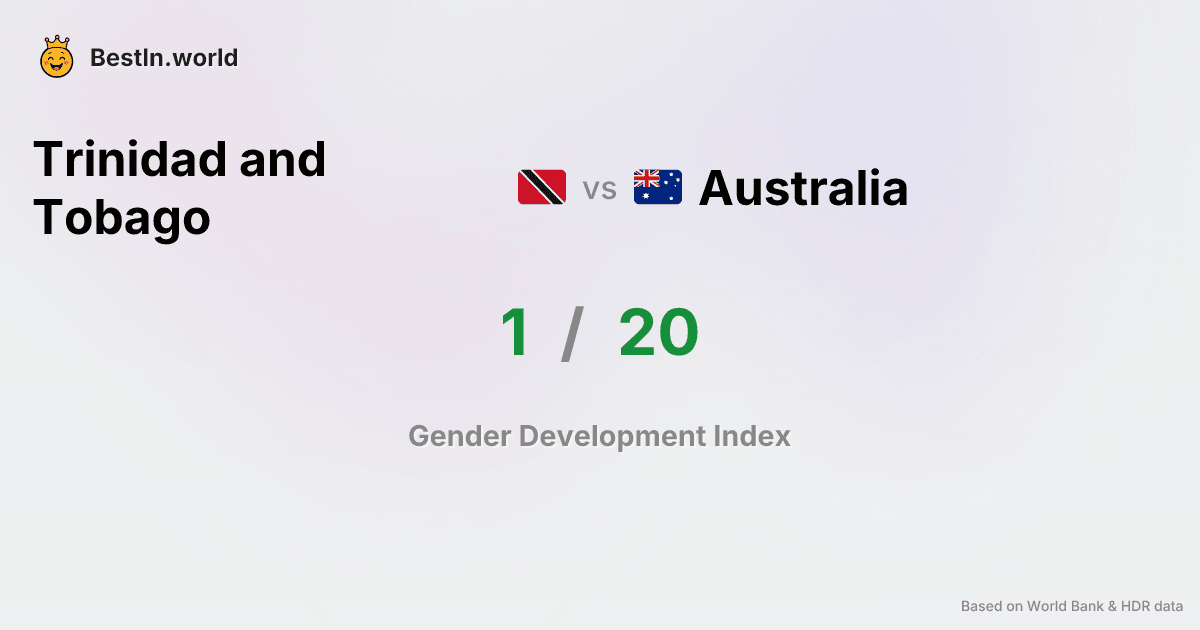 BestIn.world
Trinidad and
Tobago
vs
Australia
1 / 20
Gender Development Index
Based on World Bank & HDR data